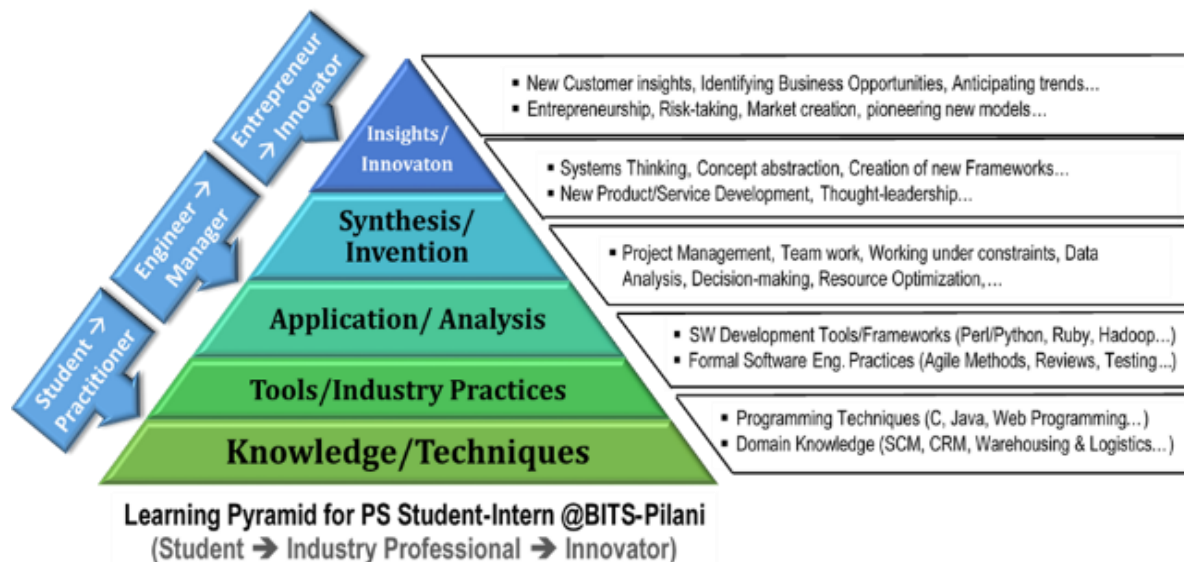 Entrepreneur
→ Innovator
Engineer →
Manager
Student →
Practitioner
Insights/
Innovaton
Synthesis/
Invention
Application/ Analysis
Tools/Industry Practices
Knowledge/Techniques
▪ New Customer insights, Identifying Business Opportunities, Anticipating trends…
▪ Entrepreneurship, Risk-taking, Market creation, pioneering new models…
▪ Systems Thinking, Concept abstraction, Creation of new Frameworks…
▪ New Product/Service Development, Thought-leadership…
▪ Project Management, Team work, Working under constraints, Data
Analysis, Decision-making, Resource Optimization,…
▪ SW Development Tools/Frameworks (Perl/Python, Ruby, Hadoop…)
▪ Formal Software Eng. Practices (Agile Methods, Reviews, Testing...)
▪ Programming Techniques (C, Java, Web Programming…)
▪ Domain Knowledge (SCM, CRM, Warehousing & Logistics…)
Learning Pyramid for PS Student-Intern @BITS-Pilani
(Student ➔ Industry Professional ➔ Innovator)